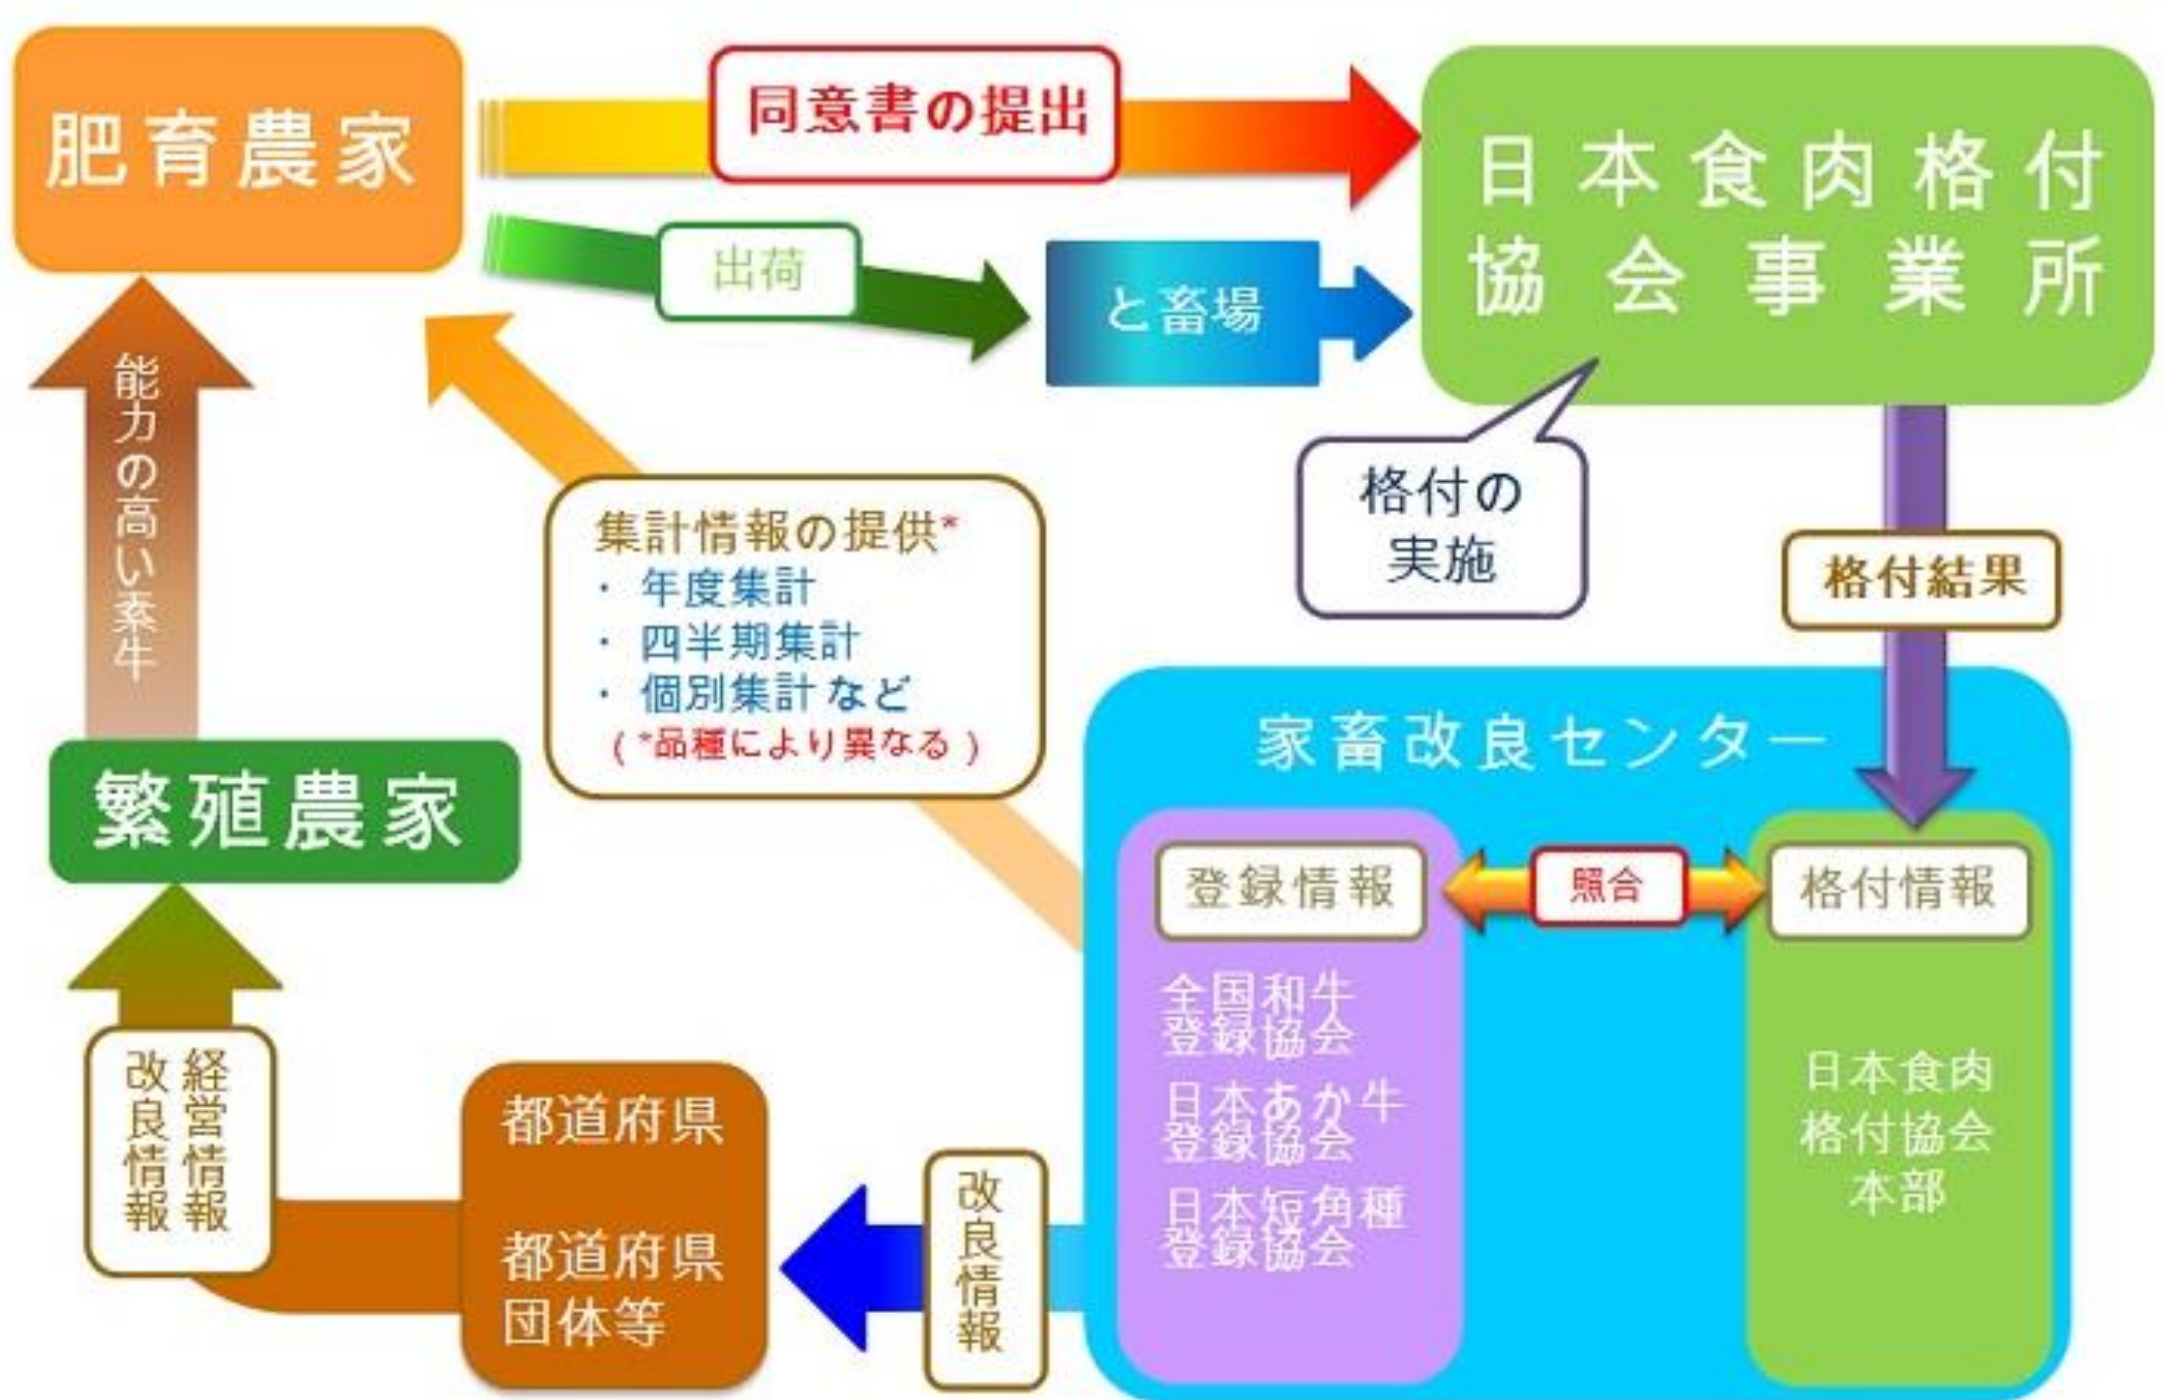 肥育農家
同意書の提出
日本食肉格付
協会事業所
出荷
と畜場
能力の高い素牛
格付の
実施
集計情報の提供*
・ 年度集計
・ 四半期集計
・ 個別集計など
(*品種により異なる)
格付結果
家畜改良センター
繁殖農家
登録情報
照合
格付情報
全国和牛
登録協会
日本あか牛
登録協会
日本短角種
登録協会
日本食肉
格付協会
本部
経営情報
改良情報
都道府県
都道府県
団体等
改良情報